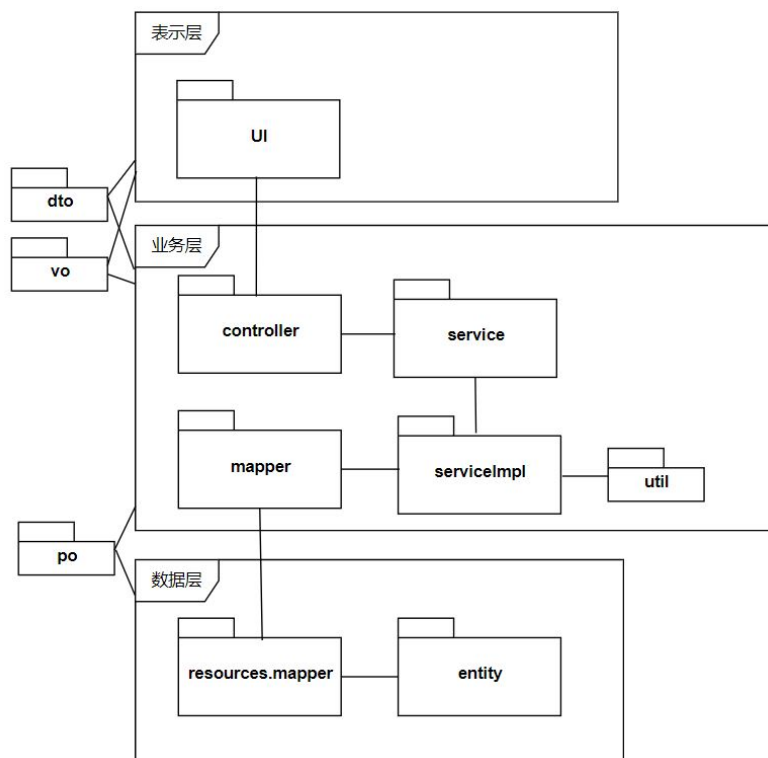 表示层
UI
dto
vo
业务层
controller
service
mapper
serviceImpl
util
po
数据层
resources.mapper
entity